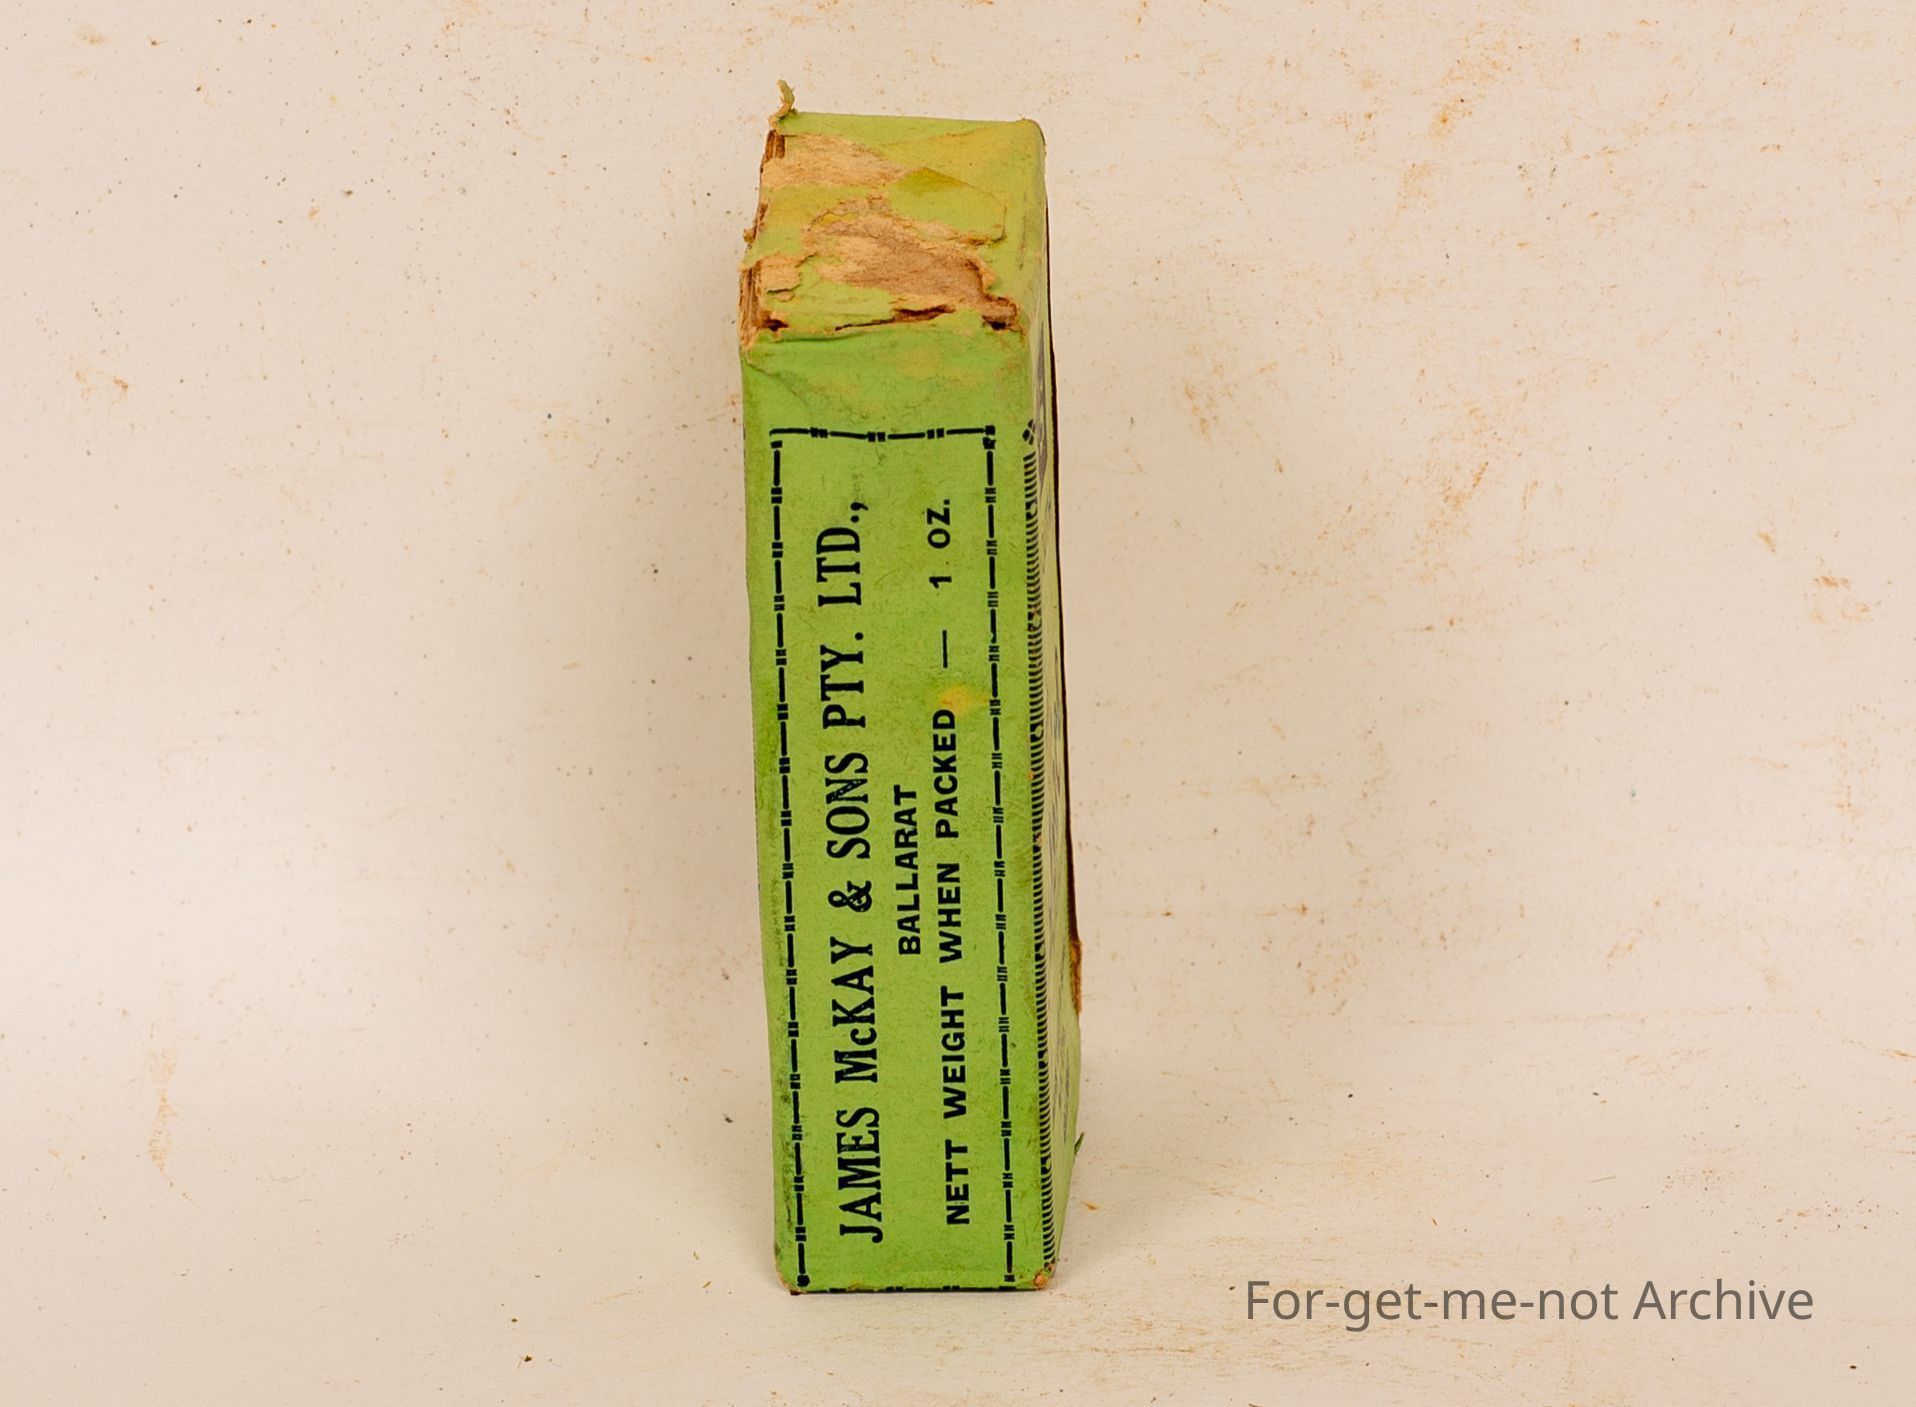 JAMES McKAY & SONS PTY. LTD.,
BALLARAT
NETT WEIGHT WHEN PACKED — 1 OZ.
For-get-me-not Archive